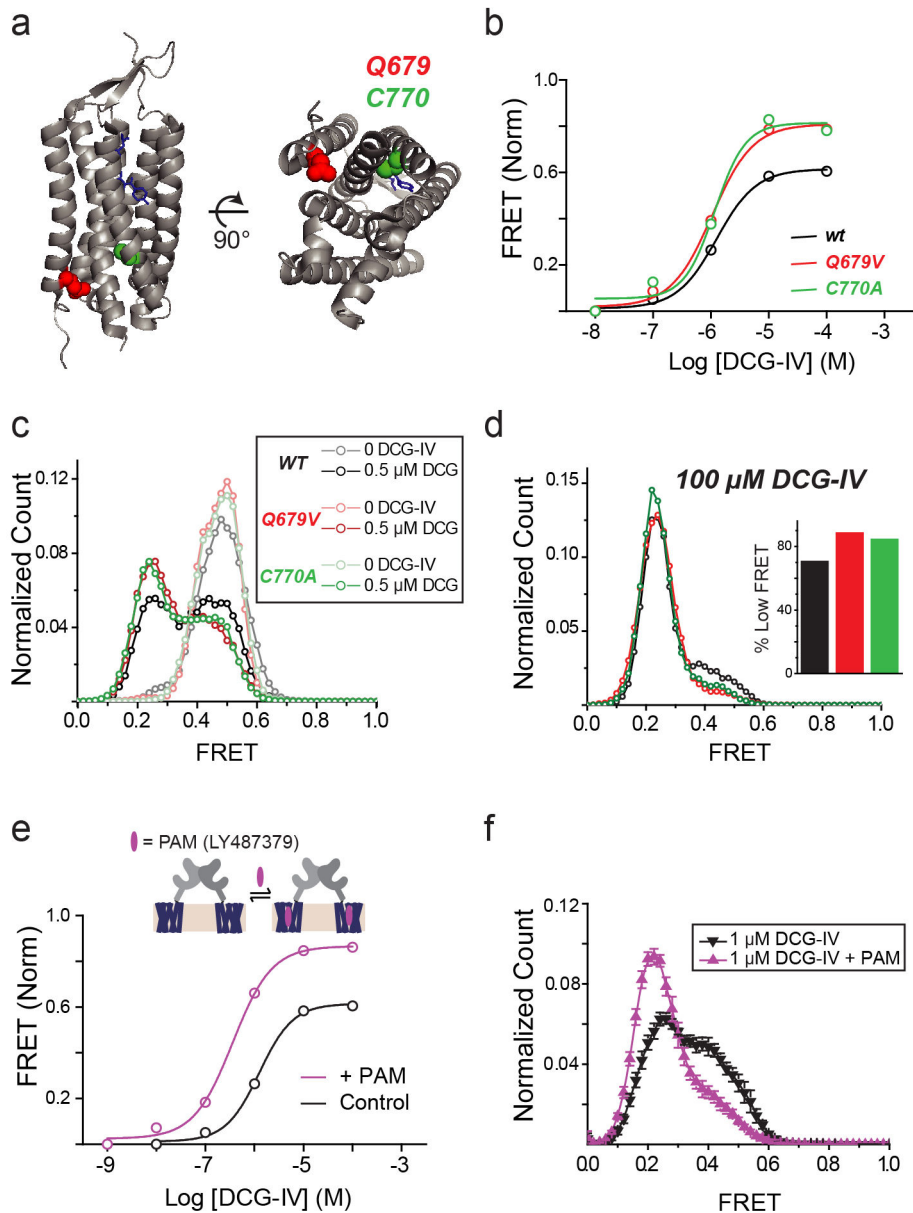 a
Q679
C770
90°
b
FRET (Norm)
1.0
0.6
0.2
-8 -7 -6 -5 -4 -3
Log [DCG-IV] (M)
wt
Q679V
C770A
c
Normalized Count
0.12
0.08
0.04
0.0 0.2 0.4 0.6 0.8 1.0
FRET
WT
0 DCG-IV
0.5 µM DCG
Q679V
0 DCG-IV
0.5 µM DCG
C770A
0 DCG-IV
0.5 µM DCG
d
100 µM DCG-IV
Normalized Count
0.15
0.10
0.05
0.0 0.2 0.4 0.6 0.8 1.0
FRET
% Low FRET
80
40
0
e
= PAM (LY487379)
FRET (Norm)
1.0
0.6
0.2
-9 -7 -5 -3
Log [DCG-IV] (M)
+ PAM
Control
f
Normalized Count
0.12
0.08
0.04
0.0 0.2 0.4 0.6 0.8 1.0
FRET
1 µM DCG-IV
1 µM DCG-IV + PAM